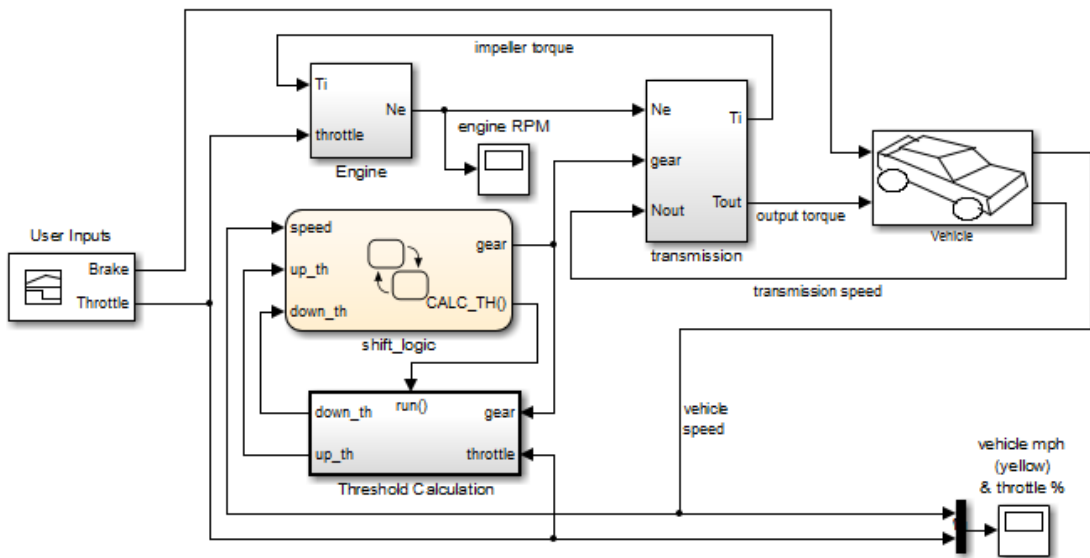 impeller torque
Ti
Ne
throttle
Engine
engine RPM
Ne
Ti
gear
Nout
Tout
transmission
output torque
Vehicle
transmission speed
User Inputs
Brake
Throttle
speed
gear
up_th
CALC_TH()
down_th
shift_logic
run()
down_th
gear
up_th
throttle
Threshold Calculation
vehicle
speed
vehicle mph
(yellow)
& throttle %